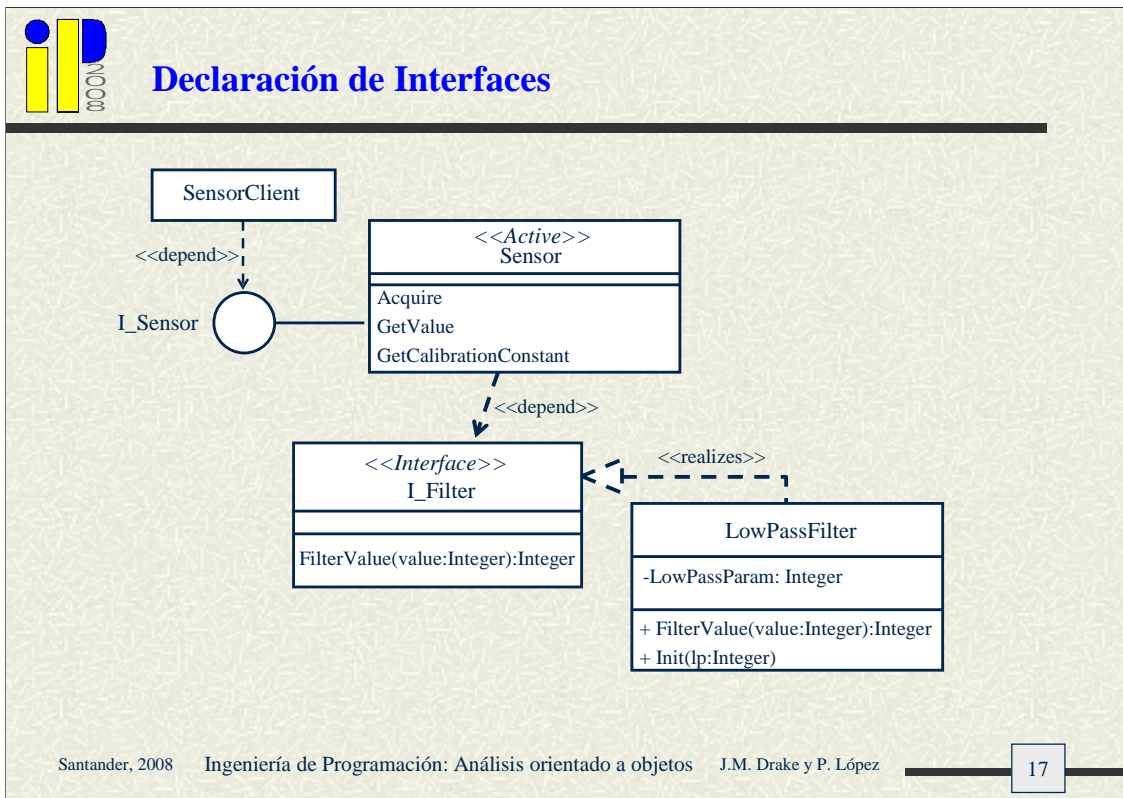 iP
2008
Declaración de Interfaces
SensorClient
<<depend>>
I_Sensor
<<Active>>
Sensor
Acquire
GetValue
GetCalibrationConstant
<<depend>>
<<Interface>>
I_Filter
FilterValue(value:Integer):Integer
<<realizes>>
LowPassFilter
-LowPassParam: Integer
+ FilterValue(value:Integer):Integer
+ Init(lp:Integer)
Santander, 2008 Ingeniería de Programación: Análisis orientado a objetos J.M. Drake y P. López 17